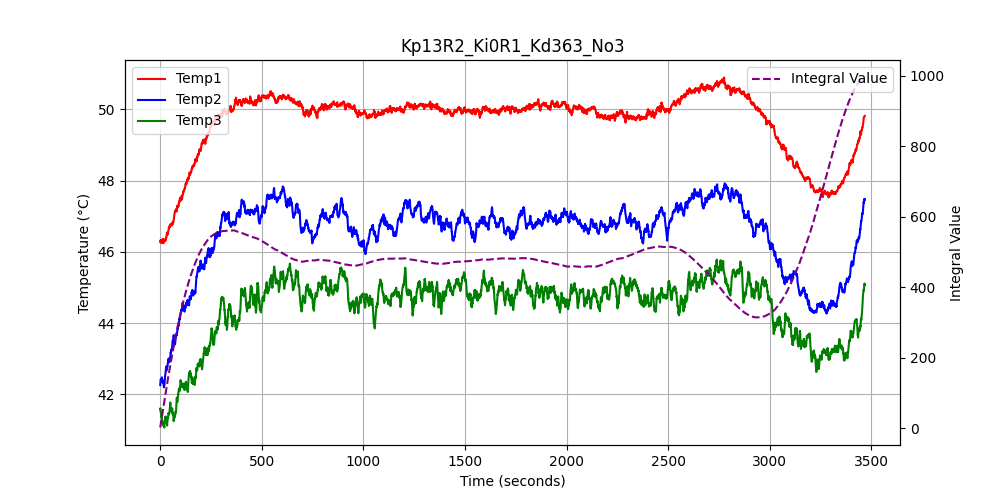 Kp13R2_Ki0R1_Kd363_No3
Temp1
Temp2
Temp3
Integral Value
50
48
46
44
42
Temperature (°C)
1000
800
600
400
200
0
Integral Value
0 500 1000 1500 2000 2500 3000 3500
Time (seconds)